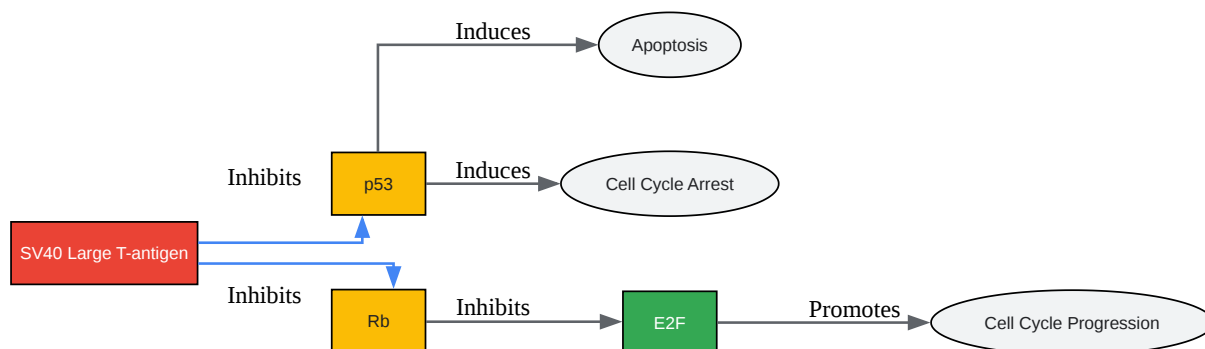 Induces
Apoptosis
Inhibits
p53
Induces
Cell Cycle Arrest
SV40 Large T-antigen
Inhibits
Rb
Inhibits
E2F
Promotes
Cell Cycle Progression